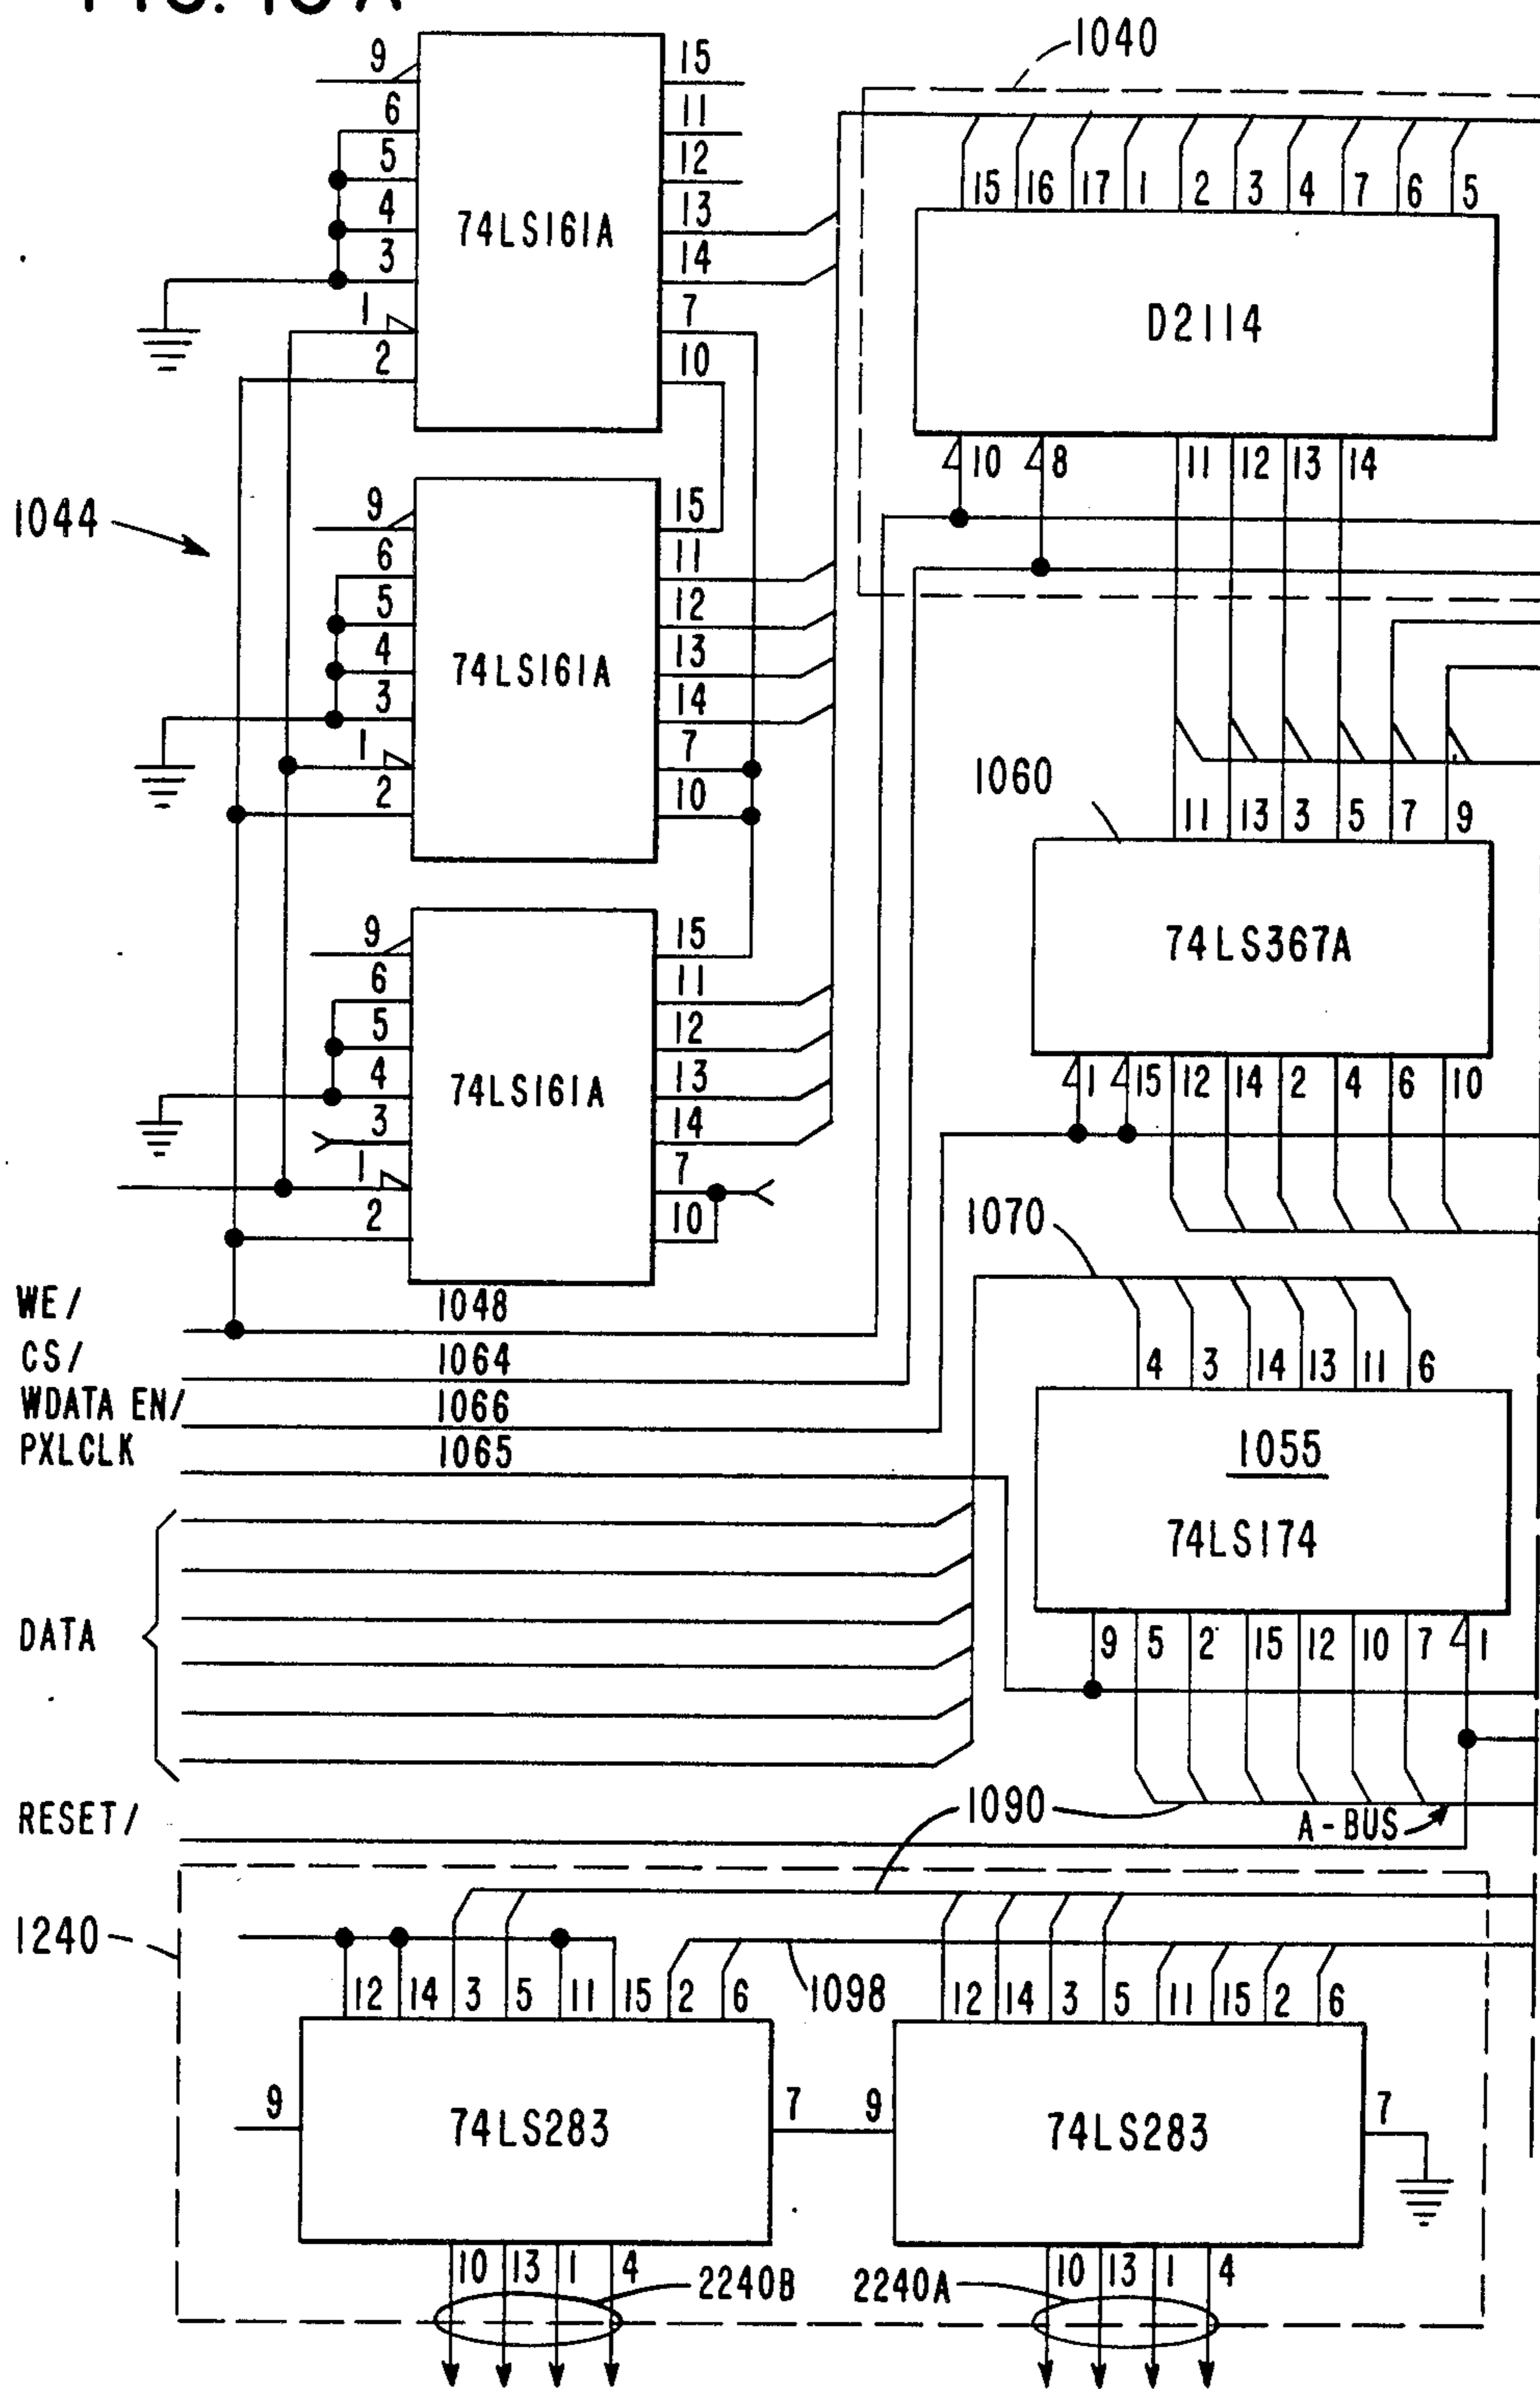 1040
9
15
6
11
5
12
4
13
3
14
1
7
2
10
74LS161A
15 16 17 1 2 3 4 7 6 5
D2114
10 8 11 12 13 14
1044
9
15
6
11
5
12
4
13
3
14
1
7
2
10
74LS161A
1060
11 13 3 5 7 9
74LS367A
1 15 12 14 2 4 6 10
9
15
6
11
5
12
4
13
3
14
1
7
2
10
74LS161A
WE/
1048
CS/
1064
WDATA EN/
1066
PXLCLK
1065
1070
4 3 14 13 11 6
1055
74LS174
9 5 2 15 12 10 7 1
DATA
RESET/
1090
A-BUS
1240
12 14 3 5 11 15 2 6
1098
12 14 3 5 11 15 2 6
9
74LS283
7
9
74LS283
7
10 13 1 4
2240B
2240A
10 13 1 4